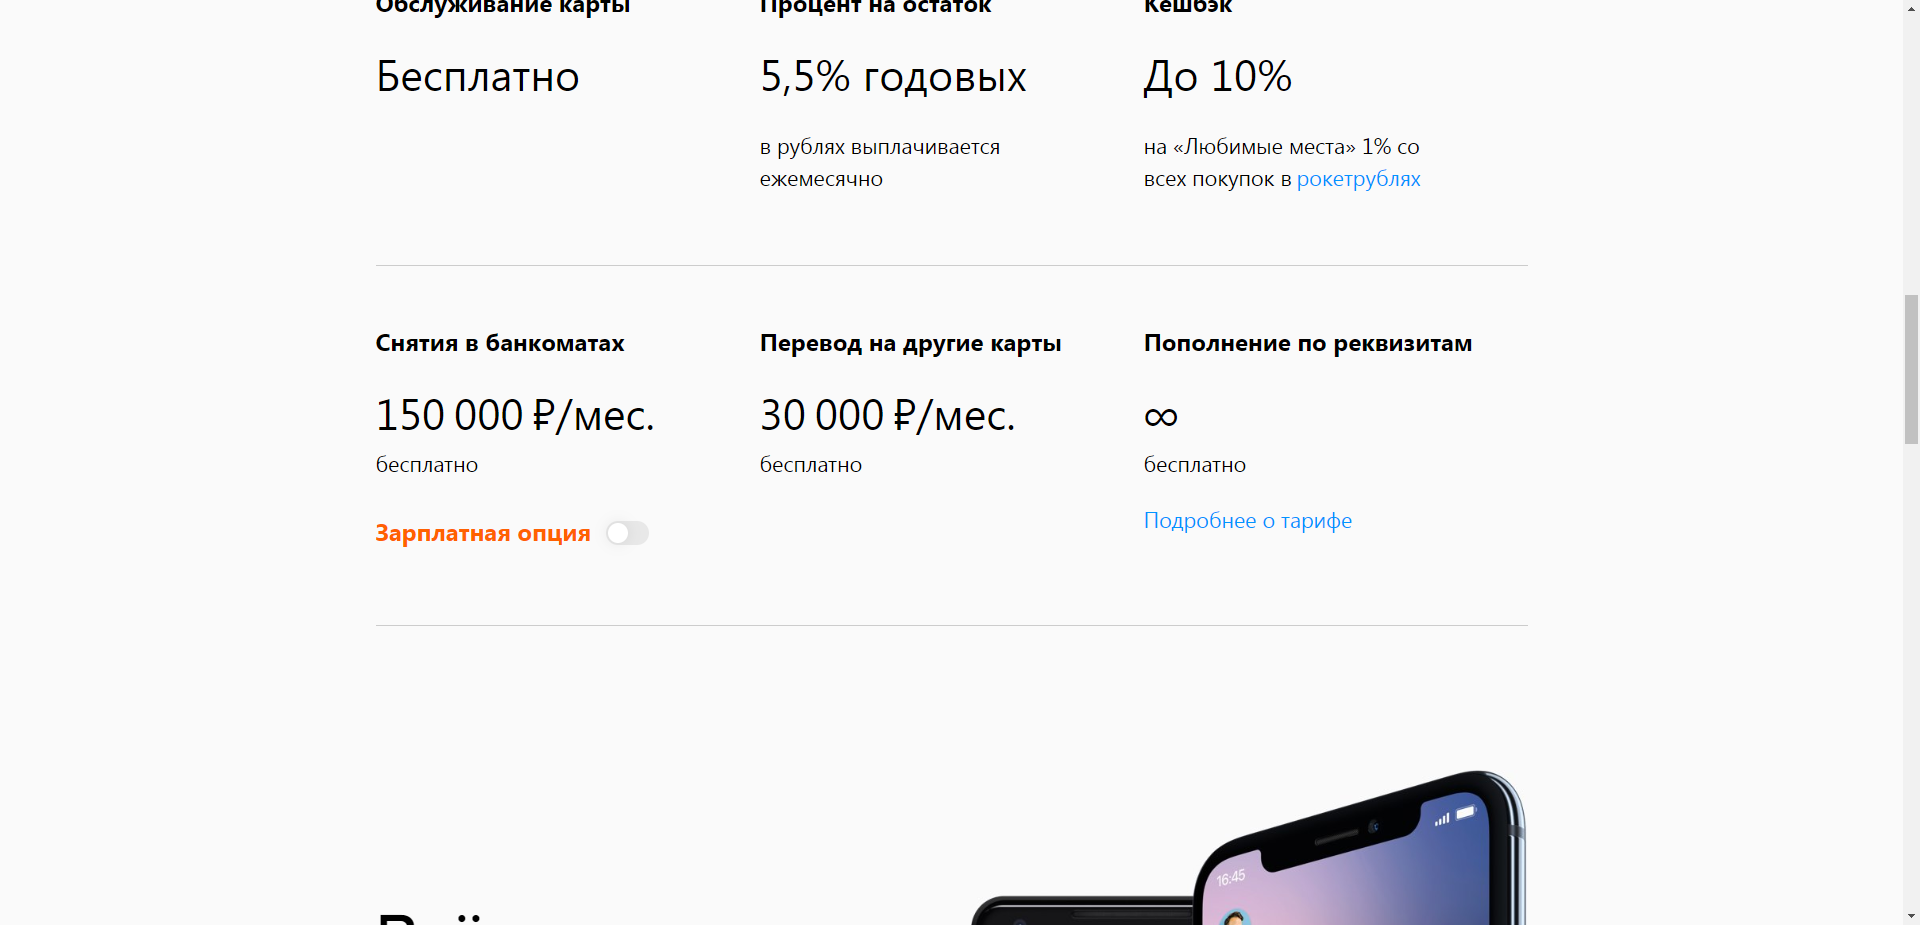 Обслуживание карты
Процент на остаток
Кешбэк
Бесплатно
5,5% годовых
До 10%
в рублях выплачивается
ежемесячно
на «Любимые места» 1% со
всех покупок в рокетрублях
Снятия в банкоматах
Перевод на другие карты
Пополнение по реквизитам
150 000 ₽/мес.
30 000 ₽/мес.
∞
бесплатно
бесплатно
бесплатно
Зарплатная опция
Подробнее о тарифе
16:45